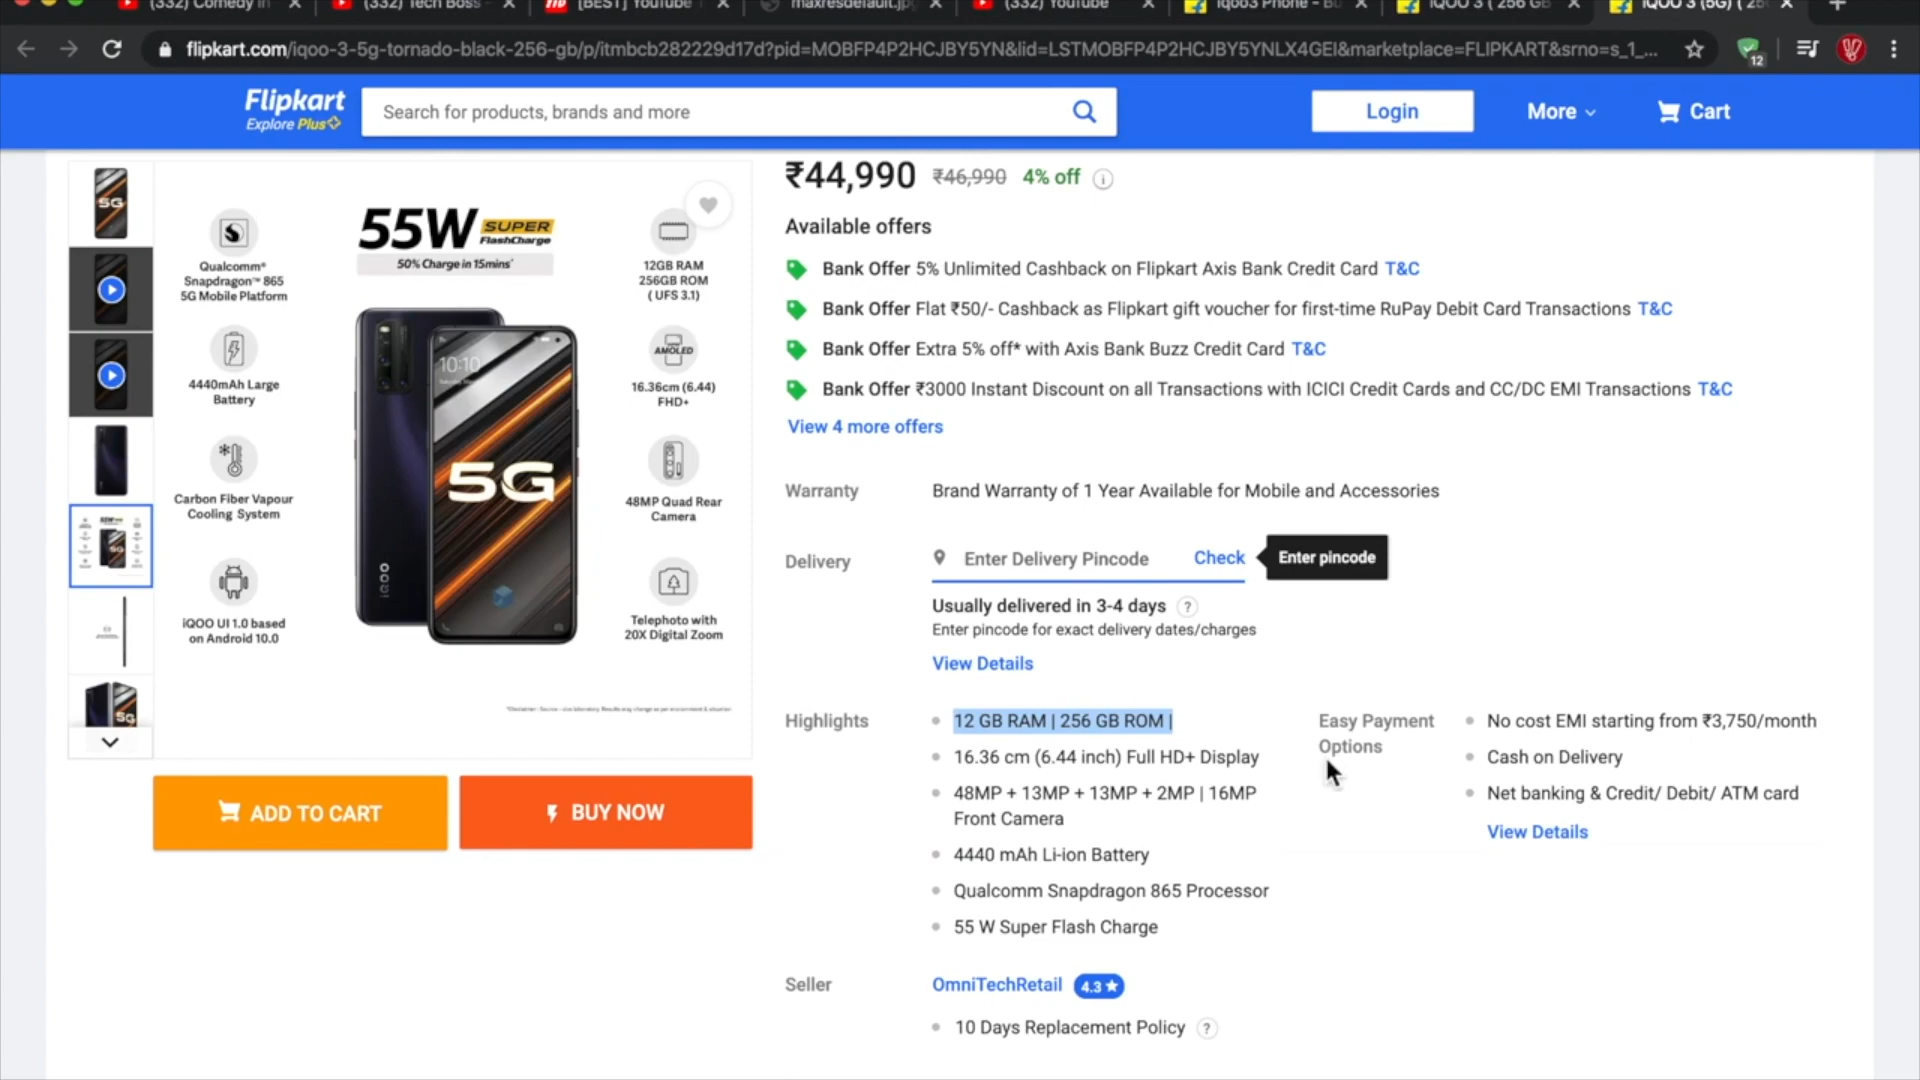 (332) Comedy in
(332) Tech Boss
[BEST] YouTube
maxresdefault.jp
(332) YouTube
iqoo3 Phone - Bu
iQOO 3 ( 256 GB
iQOO 3 (5G) ( 25
flipkart.com/iqoo-3-5g-tornado-black-256-gb/p/itmbcb282229d17d?pid=MOBFP4P2HCJBY5YN&lid=LSTMOBFP4P2HCJBY5YNLX4GEI&marketplace=FLIPKART&srno=s_1_...
12
Flipkart
Explore Plus
Search for products, brands and more
Login
More
Cart
5G
5G
55W SUPER
FlashCharge
50% Charge in 15mins*
Qualcomm®
Snapdragon™ 865
5G Mobile Platform
4440mAh Large
Battery
Carbon Fiber Vapour
Cooling System
iQOO UI 1.0 based
on Android 10.0
12GB RAM
256GB ROM
( UFS 3.1)
AMOLED
16.36cm (6.44)
FHD+
48MP Quad Rear
Camera
Telephoto with
20X Digital Zoom
10:10
5G
iQOO
ADD TO CART
BUY NOW
₹44,990 ₹46,990 4% off
Available offers
Bank Offer 5% Unlimited Cashback on Flipkart Axis Bank Credit Card T&C
Bank Offer Flat ₹50/- Cashback as Flipkart gift voucher for first-time RuPay Debit Card Transactions T&C
Bank Offer Extra 5% off* with Axis Bank Buzz Credit Card T&C
Bank Offer ₹3000 Instant Discount on all Transactions with ICICI Credit Cards and CC/DC EMI Transactions T&C
View 4 more offers
Warranty
Brand Warranty of 1 Year Available for Mobile and Accessories
Delivery
Enter Delivery Pincode
Check
Enter pincode
Usually delivered in 3-4 days ?
Enter pincode for exact delivery dates/charges
View Details
Highlights
12 GB RAM | 256 GB ROM |
16.36 cm (6.44 inch) Full HD+ Display
48MP + 13MP + 13MP + 2MP | 16MP
Front Camera
4440 mAh Li-ion Battery
Qualcomm Snapdragon 865 Processor
55 W Super Flash Charge
Easy Payment
Options
No cost EMI starting from ₹3,750/month
Cash on Delivery
Net banking & Credit/ Debit/ ATM card
View Details
Seller
OmniTechRetail 4.3
10 Days Replacement Policy ?